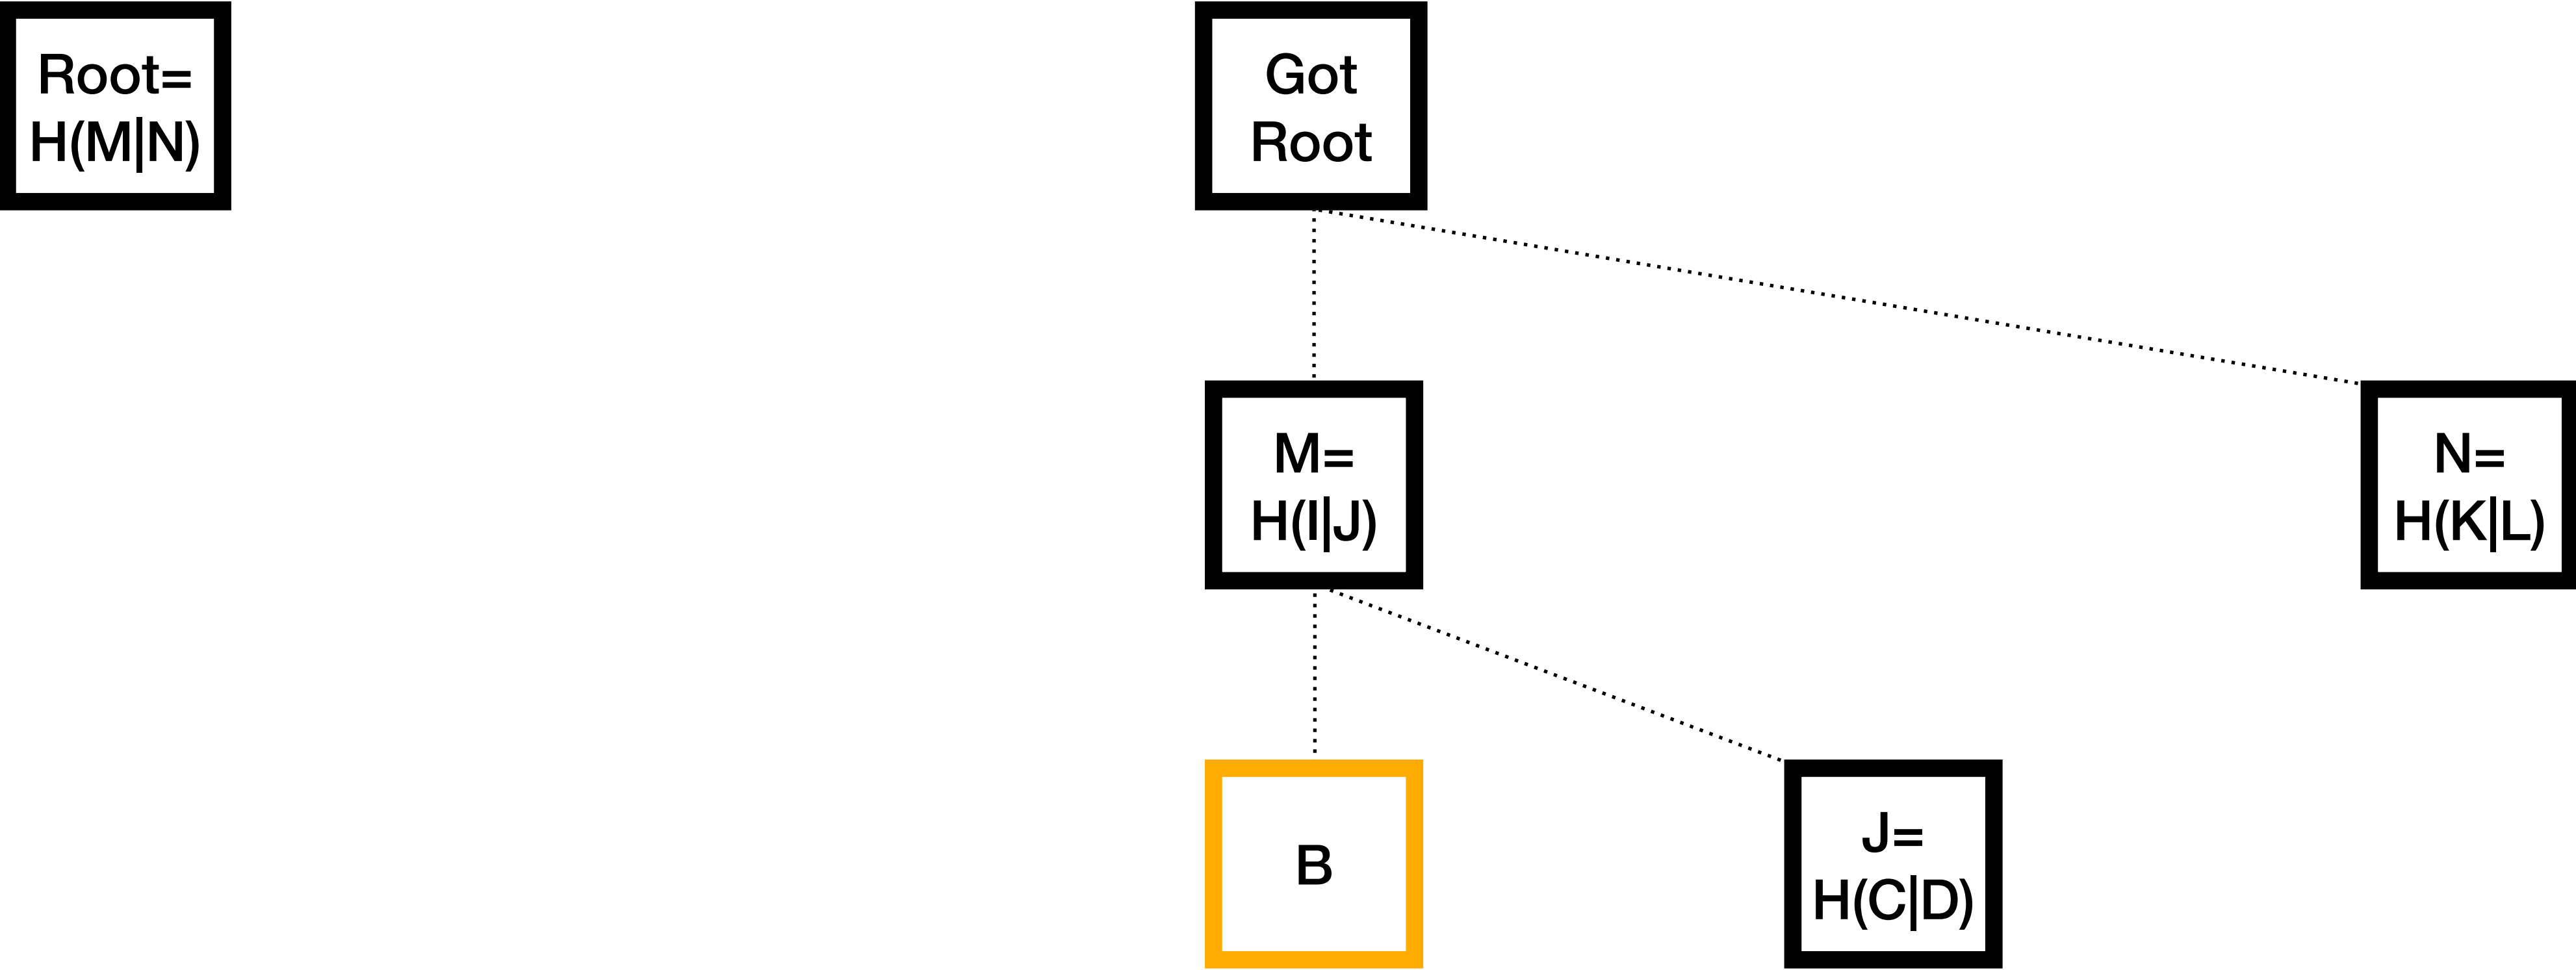 Root=
H(M|N)
Got
Root
M=
H(I|J)
N=
H(K|L)
B
J=
H(C|D)